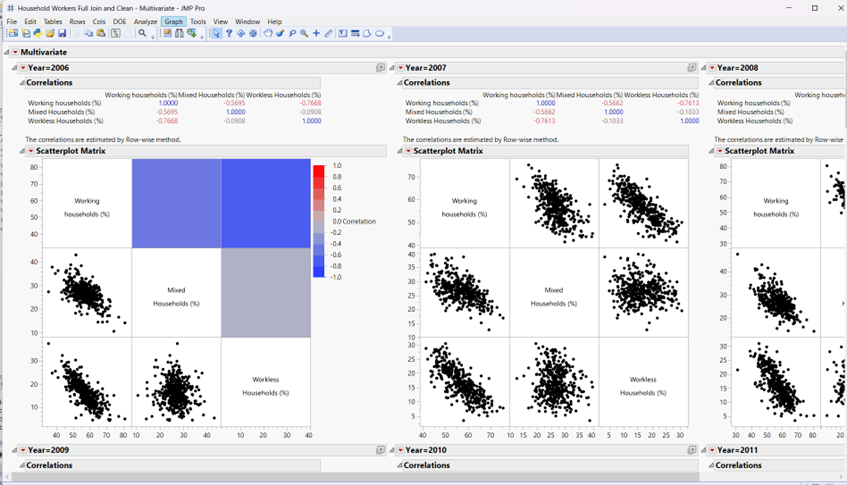 Household Workers Full Join and Clean - Multivariate - JMP Pro
File Edit Tables Rows Cols DOE Analyze Graph Tools View Window Help
Multivariate
Year=2006
Correlations
Working households (%) Mixed Households (%) Workless Households (%)
Working households (%) 1.0000 -0.5695 -0.7668
Mixed Households (%) -0.5695 1.0000 -0.0908
Workless Households (%) -0.7668 -0.0908 1.0000
The correlations are estimated by Row-wise method.
Scatterplot Matrix
80
70
60
50
40
Working
households (%)
1.0
0.8
0.6
0.4
0.2
0.0 Correlation
-0.2
-0.4
-0.6
-0.8
-1.0
40
30
20
10
Mixed
Households (%)
30
20
10
Workless
Households (%)
40 50 60 70 80 10 20 30 40 10 20 30 40
Year=2007
Correlations
Working households (%) Mixed Households (%) Workless Households (%)
Working households (%) 1.0000 -0.5662 -0.7613
Mixed Households (%) -0.5662 1.0000 -0.1033
Workless Households (%) -0.7613 -0.1033 1.0000
The correlations are estimated by Row-wise method.
Scatterplot Matrix
70
60
50
40
Working
households (%)
40
35
30
25
20
15
10
Mixed
Households (%)
30
25
20
15
10
5
Workless
Households (%)
40 50 60 70 10 15 20 25 30 35 40 5 10 15 20 25 30
Year=2008
Correlations
Working househ
Working households (%)
Mixed Households (%)
Workless Households (%)
The correlations are estimated by Row-wise
Scatterplot Matrix
80
70
60
50
40
30
Working
households (%)
40
30
20
30
25
20
15
10
5
30 40 50 60 70 80 20
Year=2009
Correlations
Year=2010
Correlations
Year=2011
Correlations